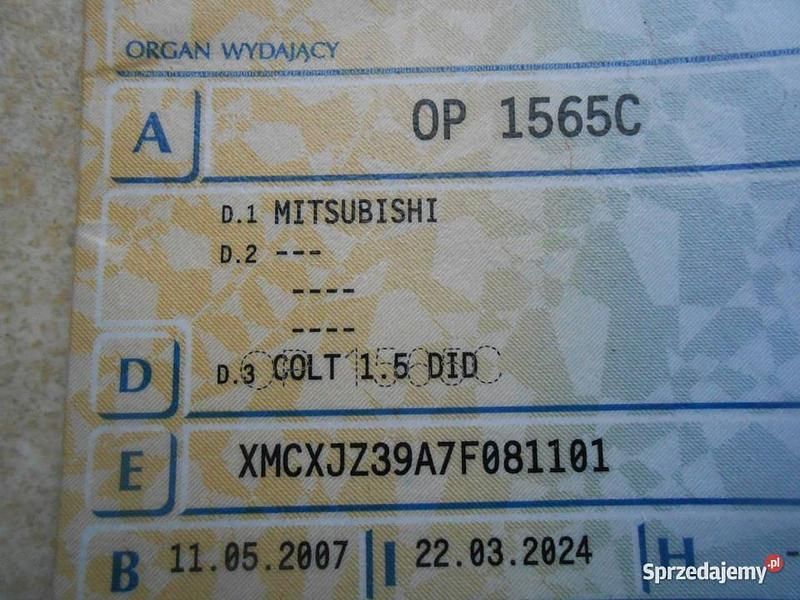 ORGAN WYDAJĄCY
A OP 1565C
D.1 MITSUBISHI
D.2 ---
----
----
D D.3 COLT 1.5 DID
E XMCXJZ39A7F081101
B 11.05.2007 I 22.03.2024 H -
Sprzedajemy.pl